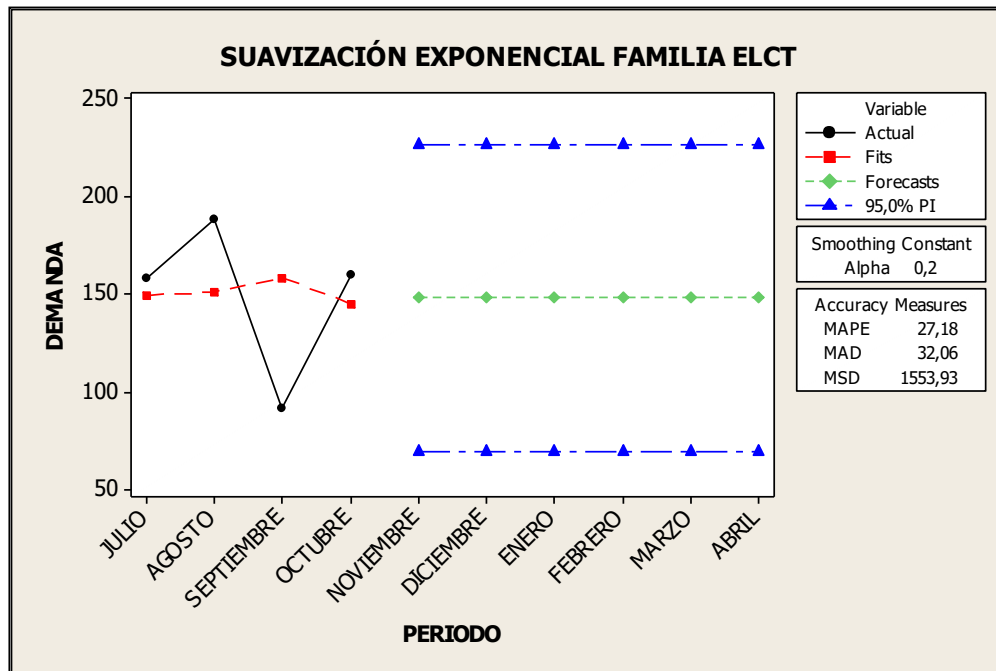 SUAVIZACIÓN EXPONENCIAL FAMILIA ELCT
250
200
150
100
50
DEMANDA
JULIO
AGOSTO
SEPTIEMBRE
OCTUBRE
NOVIEMBRE
DICIEMBRE
ENERO
FEBRERO
MARZO
ABRIL
PERIODO
Variable
Actual
Fits
Forecasts
95,0% PI
Smoothing Constant
Alpha 0,2
Accuracy Measures
MAPE 27,18
MAD 32,06
MSD 1553,93